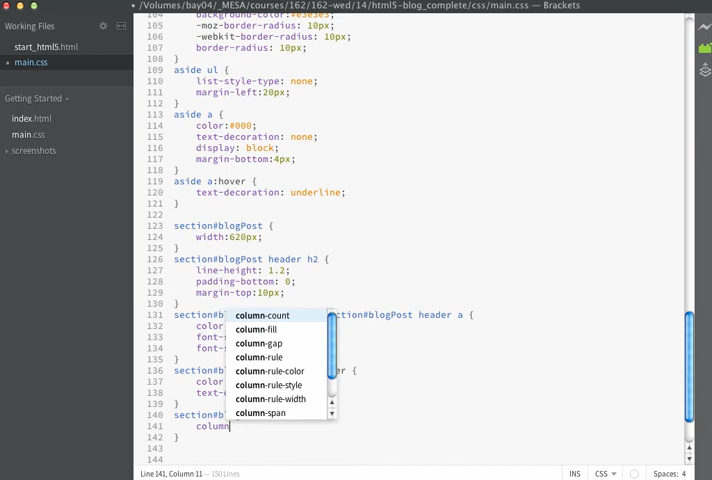 /Volumes/bay04/_MESA/courses/162/162-wed/14/html5-blog_complete/css/main.css — Brackets
Working Files
start_html5.html
main.css
Getting Started
index.html
main.css
screenshots
105 -moz-border-radius: 10px;
106 -webkit-border-radius: 10px;
107 border-radius: 10px;
108 }
109 aside ul {
110 list-style-type: none;
111 margin-left:20px;
112 }
113 aside a {
114 color:#000;
115 text-decoration: none;
116 display: block;
117 margin-bottom:4px;
118 }
119 aside a:hover {
120 text-decoration: underline;
121 }
122
123 section#blogPost {
124 width:620px;
125 }
126 section#blogPost header h2 {
127 line-height: 1.2;
128 padding-bottom: 0;
129 margin-top:10px;
130 }
131 section#bl ction#blogPost header a {
132 color
133 font-s
134 font-s
135 }
136 section#bl er {
137 color
138 text-d
139 }
140 section#bl
141 column
142 }
143
144
column-count
column-fill
column-gap
column-rule
column-rule-color
column-rule-style
column-rule-width
column-span
Line 141, Column 11 — 150 Lines
INS
CSS
Spaces: 4